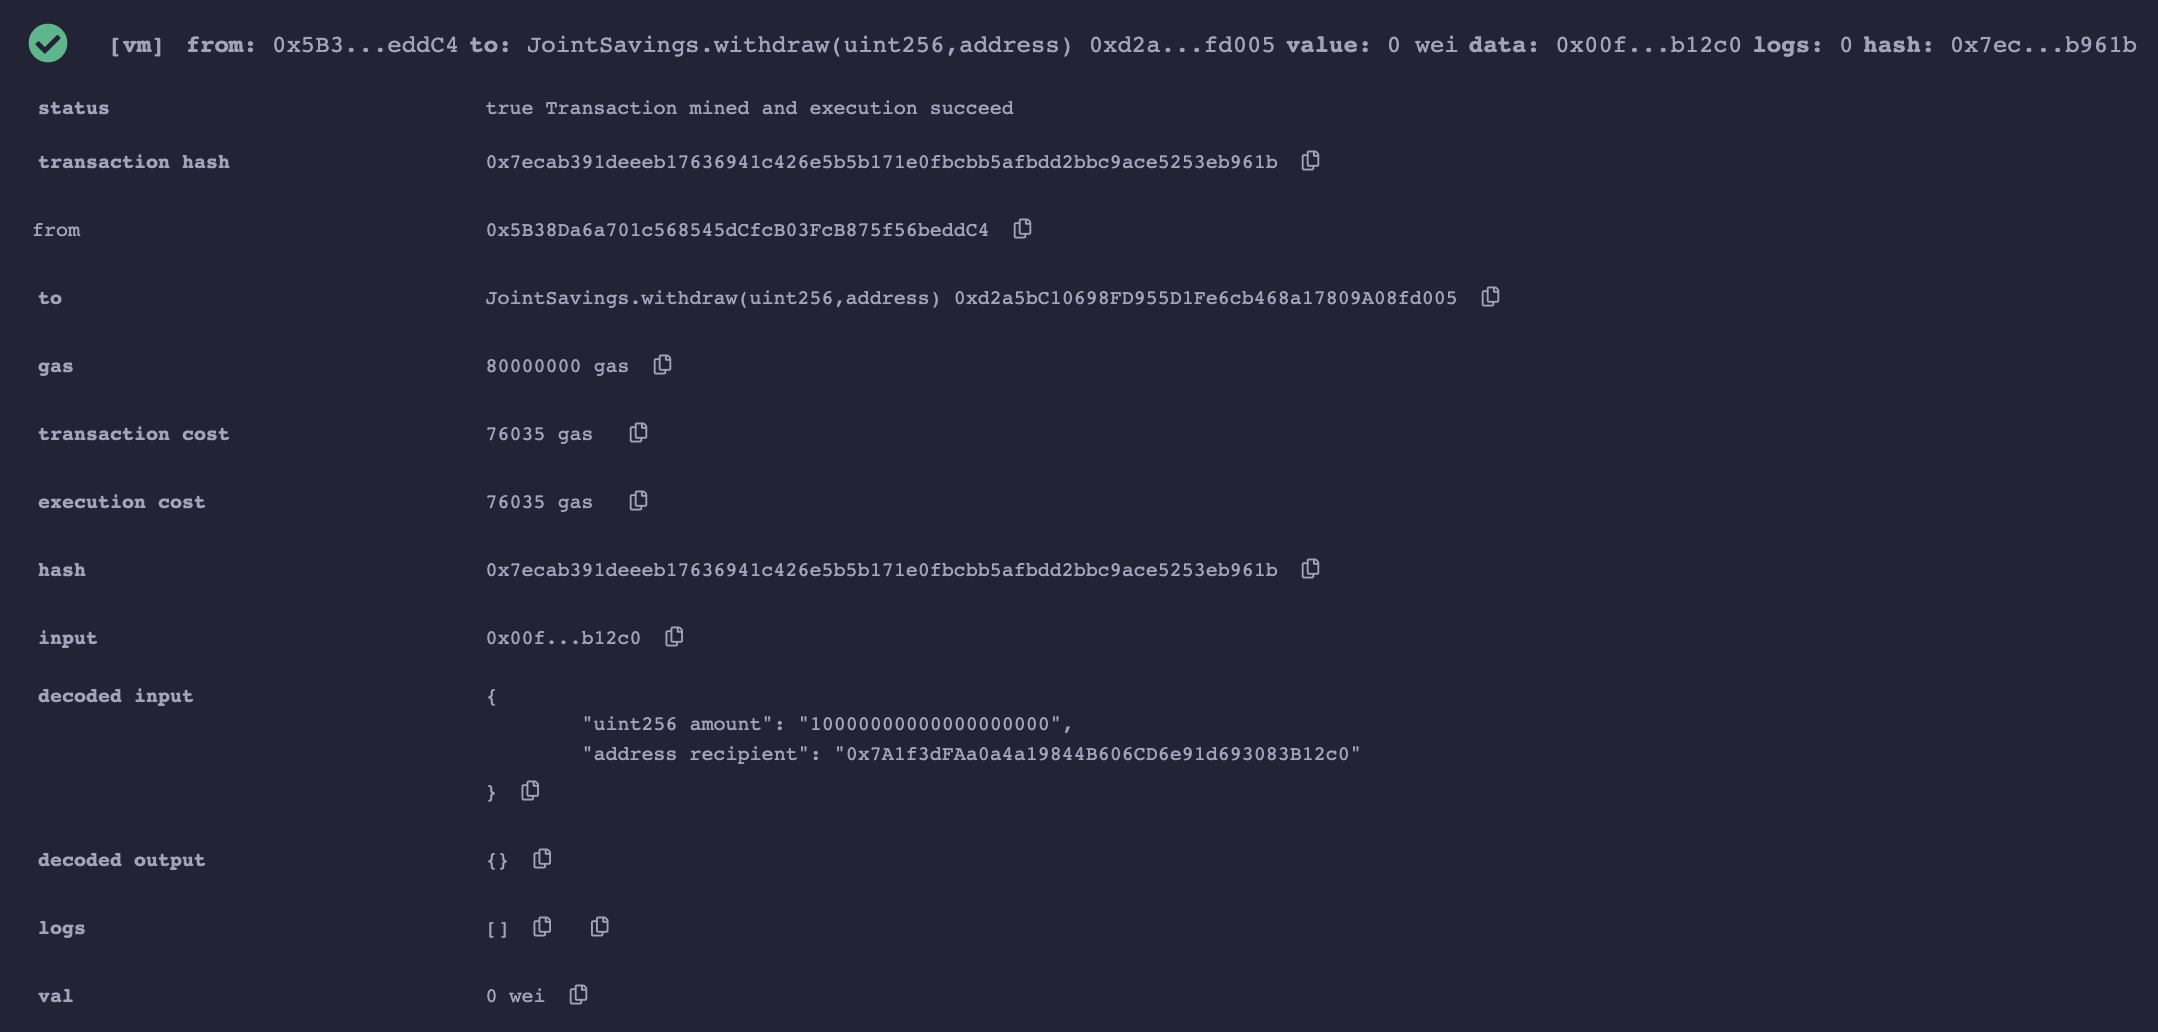 [vm] from: 0x5B3...eddC4 to: JointSavings.withdraw(uint256,address) 0xd2a...fd005 value: 0 wei data: 0x00f...b12c0 logs: 0 hash: 0x7ec...b961b
status true Transaction mined and execution succeed
transaction hash 0x7ecab391deeeb17636941c426e5b5b171e0fbcbb5afbdd2bbc9ace5253eb961b
from 0x5B38Da6a701c568545dCfcB03FcB875f56beddC4
to JointSavings.withdraw(uint256,address) 0xd2a5bC10698FD955D1Fe6cb468a17809A08fd005
gas 80000000 gas
transaction cost 76035 gas
execution cost 76035 gas
hash 0x7ecab391deeeb17636941c426e5b5b171e0fbcbb5afbdd2bbc9ace5253eb961b
input 0x00f...b12c0
decoded input {
"uint256 amount": "10000000000000000000",
"address recipient": "0x7A1f3dFAa0a4a19844B606CD6e91d693083B12c0"
}
decoded output {}
logs []
val 0 wei